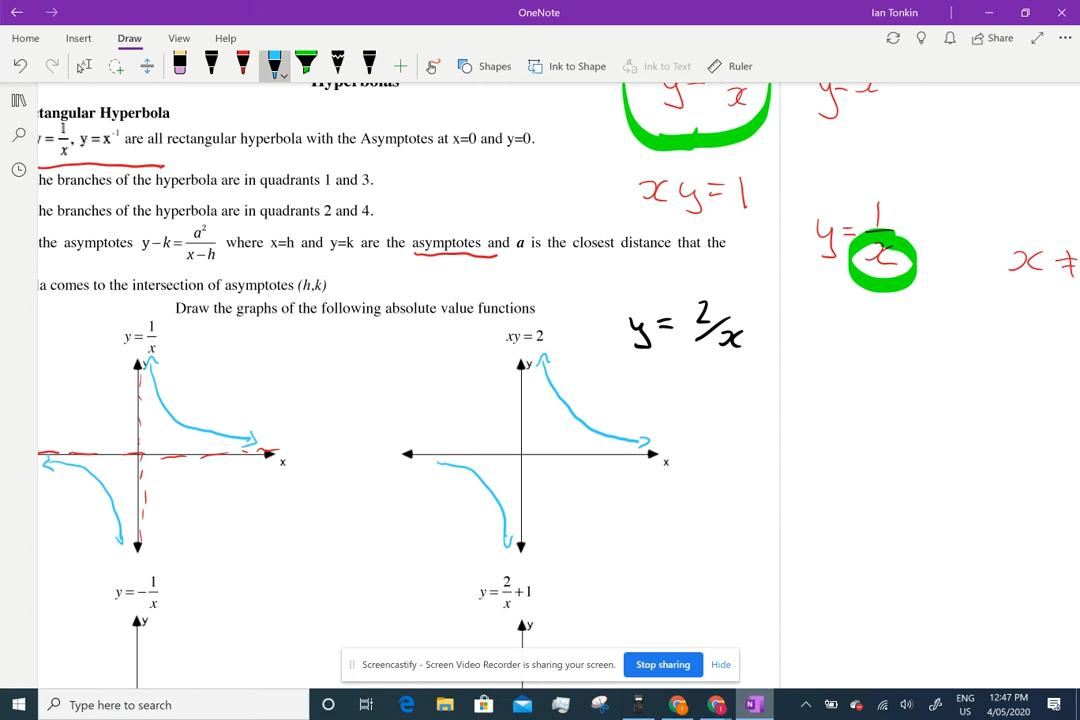 OneNote
Ian Tonkin
Home Insert Draw View Help
Share
Shapes Ink to Shape Ink to Text Ruler
Hyperbolas
ctangular Hyperbola
y = 1/x, y = x⁻¹ are all rectangular hyperbola with the Asymptotes at x=0 and y=0.
he branches of the hyperbola are in quadrants 1 and 3.
he branches of the hyperbola are in quadrants 2 and 4.
the asymptotes y−k = a²/(x−h) where x=h and y=k are the asymptotes and a is the closest distance that the
a comes to the intersection of asymptotes (h,k)
Draw the graphs of the following absolute value functions
y = 1/x
xy = 2
y = 2/x
xy = 1
y = 1/x
x ≠
y
x
y
x
y = −1/x
y = 2/x + 1
y
y
Screencastify - Screen Video Recorder is sharing your screen. Stop sharing Hide
Type here to search
ENG
US
12:47 PM
4/05/2020